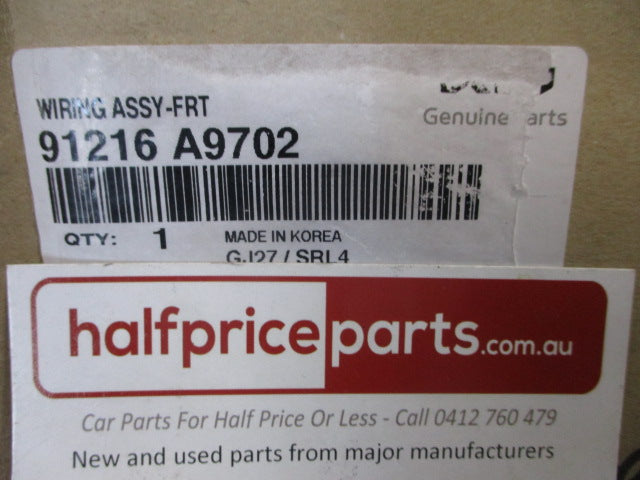 WIRING ASSY-FRT
Genuine Parts
91216 A9702
QTY: 1
MADE IN KOREA
GJ27 / SRL4
halfpriceparts.com.au
Car Parts For Half Price Or Less - Call 0412 760 479
New and used parts from major manufacturers